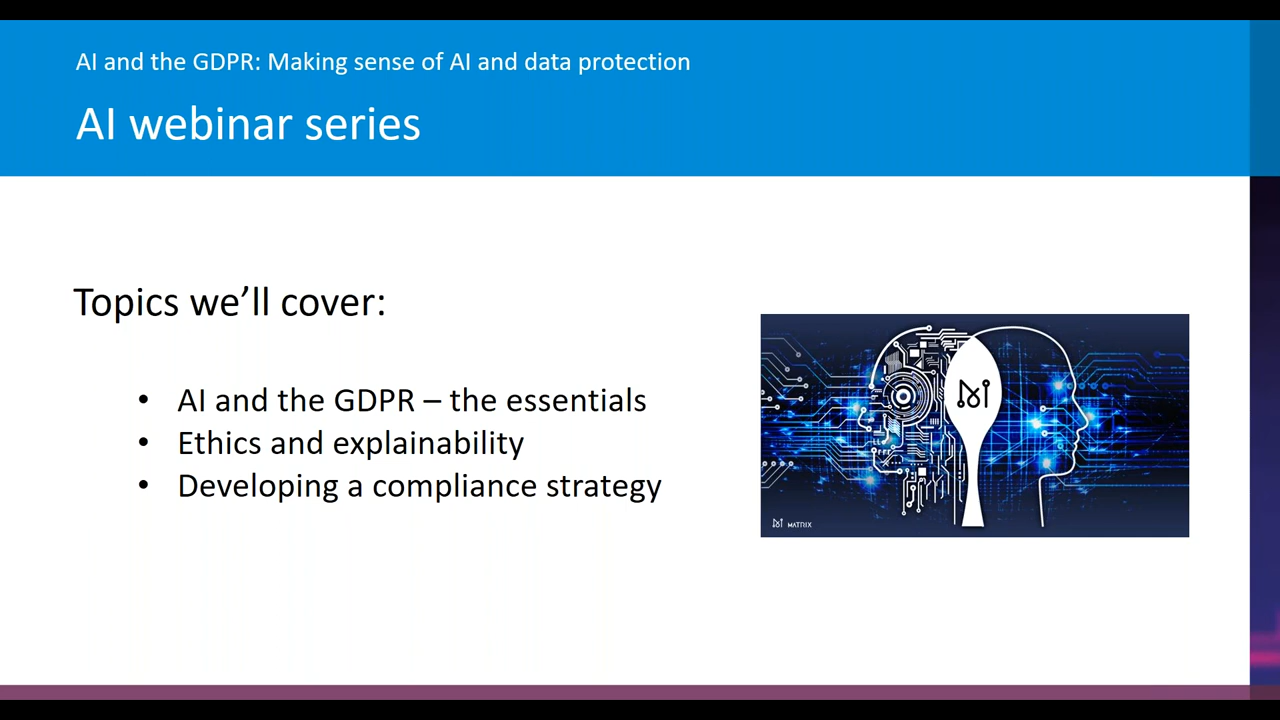 AI and the GDPR: Making sense of AI and data protection
AI webinar series
Topics we’ll cover:
• AI and the GDPR – the essentials
• Ethics and explainability
• Developing a compliance strategy
MATRIX